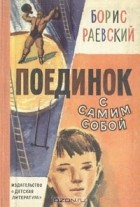 БОРИС
РАЕВСКИЙ
ПОЕДИНОК
С
САМИМ
СОБОЙ
ИЗДАТЕЛЬСТВО
«ДЕТСКАЯ
ЛИТЕРАТУРА»